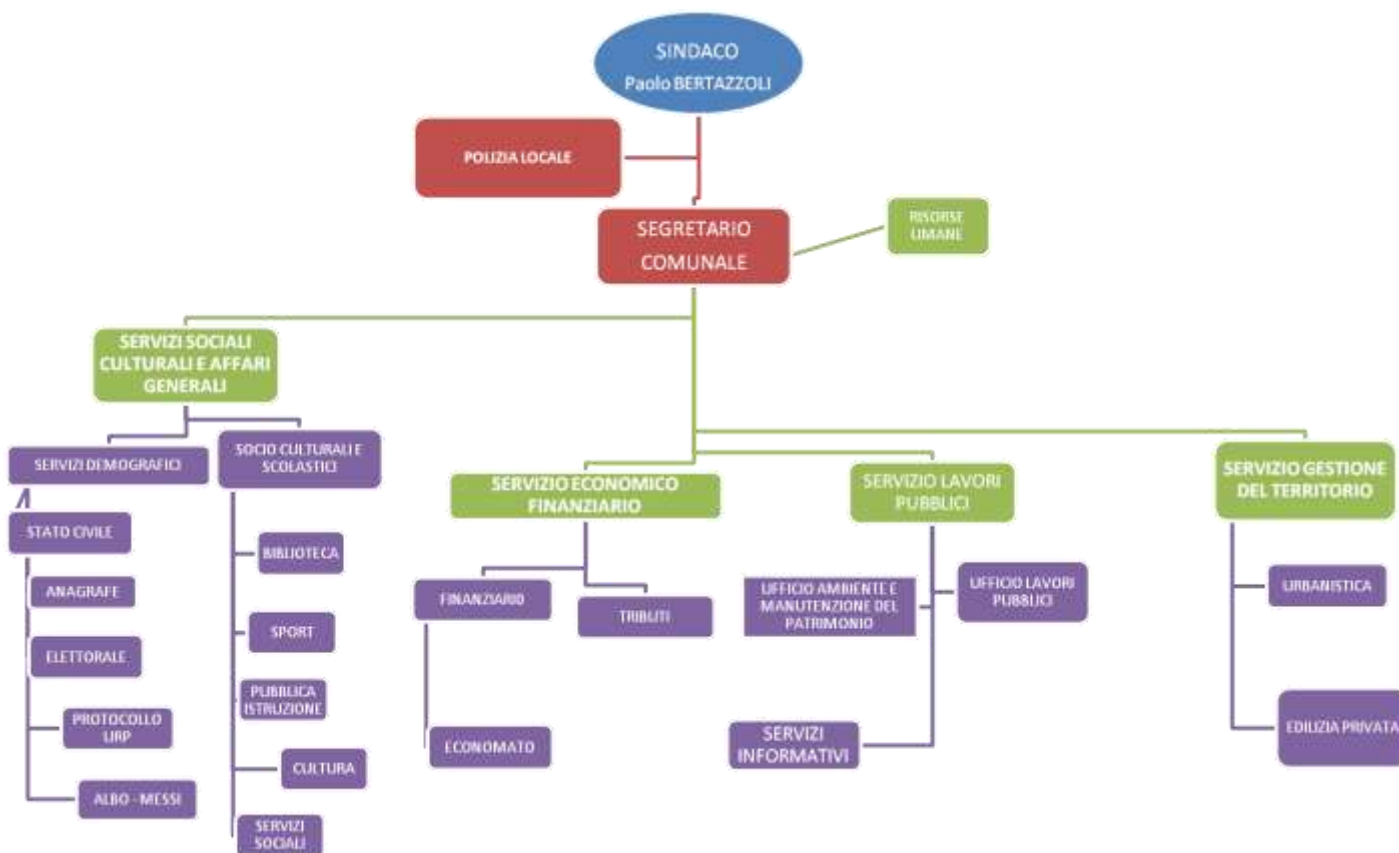 SINDACO
Paolo BERTAZZOLI
POLIZIA LOCALE
SEGRETARIO
COMUNALE
RISORSE
UMANE
SERVIZI SOCIALI
CULTURALI E AFFARI
GENERALI
SERVIZI DEMOGRAFICI
SOCIO CULTURALI E
SCOLASTICI
STATO CIVILE
ANAGRAFE
ELETTORALE
PROTOCOLLO
URP
ALBO - MESSI
BIBLIOTECA
SPORT
PUBBLICA
ISTRUZIONE
CULTURA
SERVIZI
SOCIALI
SERVIZIO ECONOMICO
FINANZIARIO
FINANZIARIO
TRIBUTI
ECONOMATO
SERVIZIO LAVORI
PUBBLICI
UFFICIO AMBIENTE E
MANUTENZIONE DEL
PATRIMONIO
UFFICIO LAVORI
PUBBLICI
SERVIZI
INFORMATIVI
SERVIZIO GESTIONE
DEL TERRITORIO
URBANISTICA
EDILIZIA PRIVATA